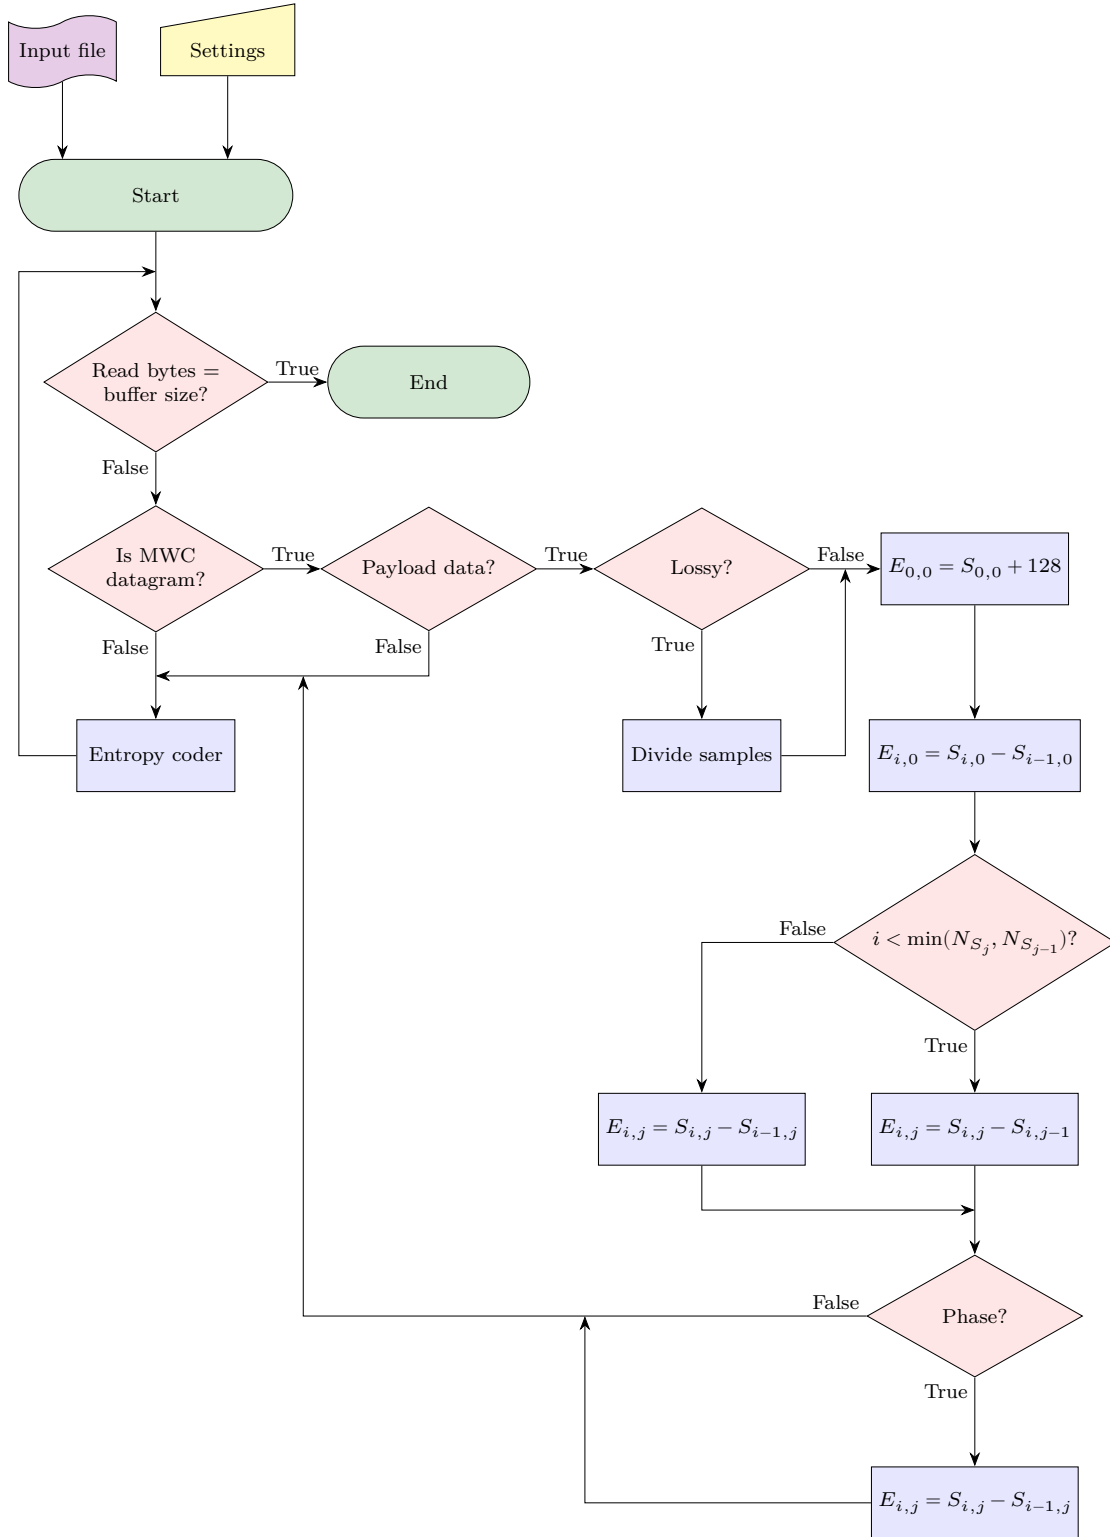 Input file
Settings
Start
Read bytes =
buffer size?
True
End
False
Is MWC
datagram?
True
Payload data?
True
Lossy?
False
E_{0,0} = S_{0,0} + 128
False
False
True
Entropy coder
Divide samples
E_{i,0} = S_{i,0} − S_{i−1,0}
False
i < min(N_{S_j}, N_{S_{j−1}})?
True
E_{i,j} = S_{i,j} − S_{i−1,j}
E_{i,j} = S_{i,j} − S_{i,j−1}
False
Phase?
True
E_{i,j} = S_{i,j} − S_{i−1,j}